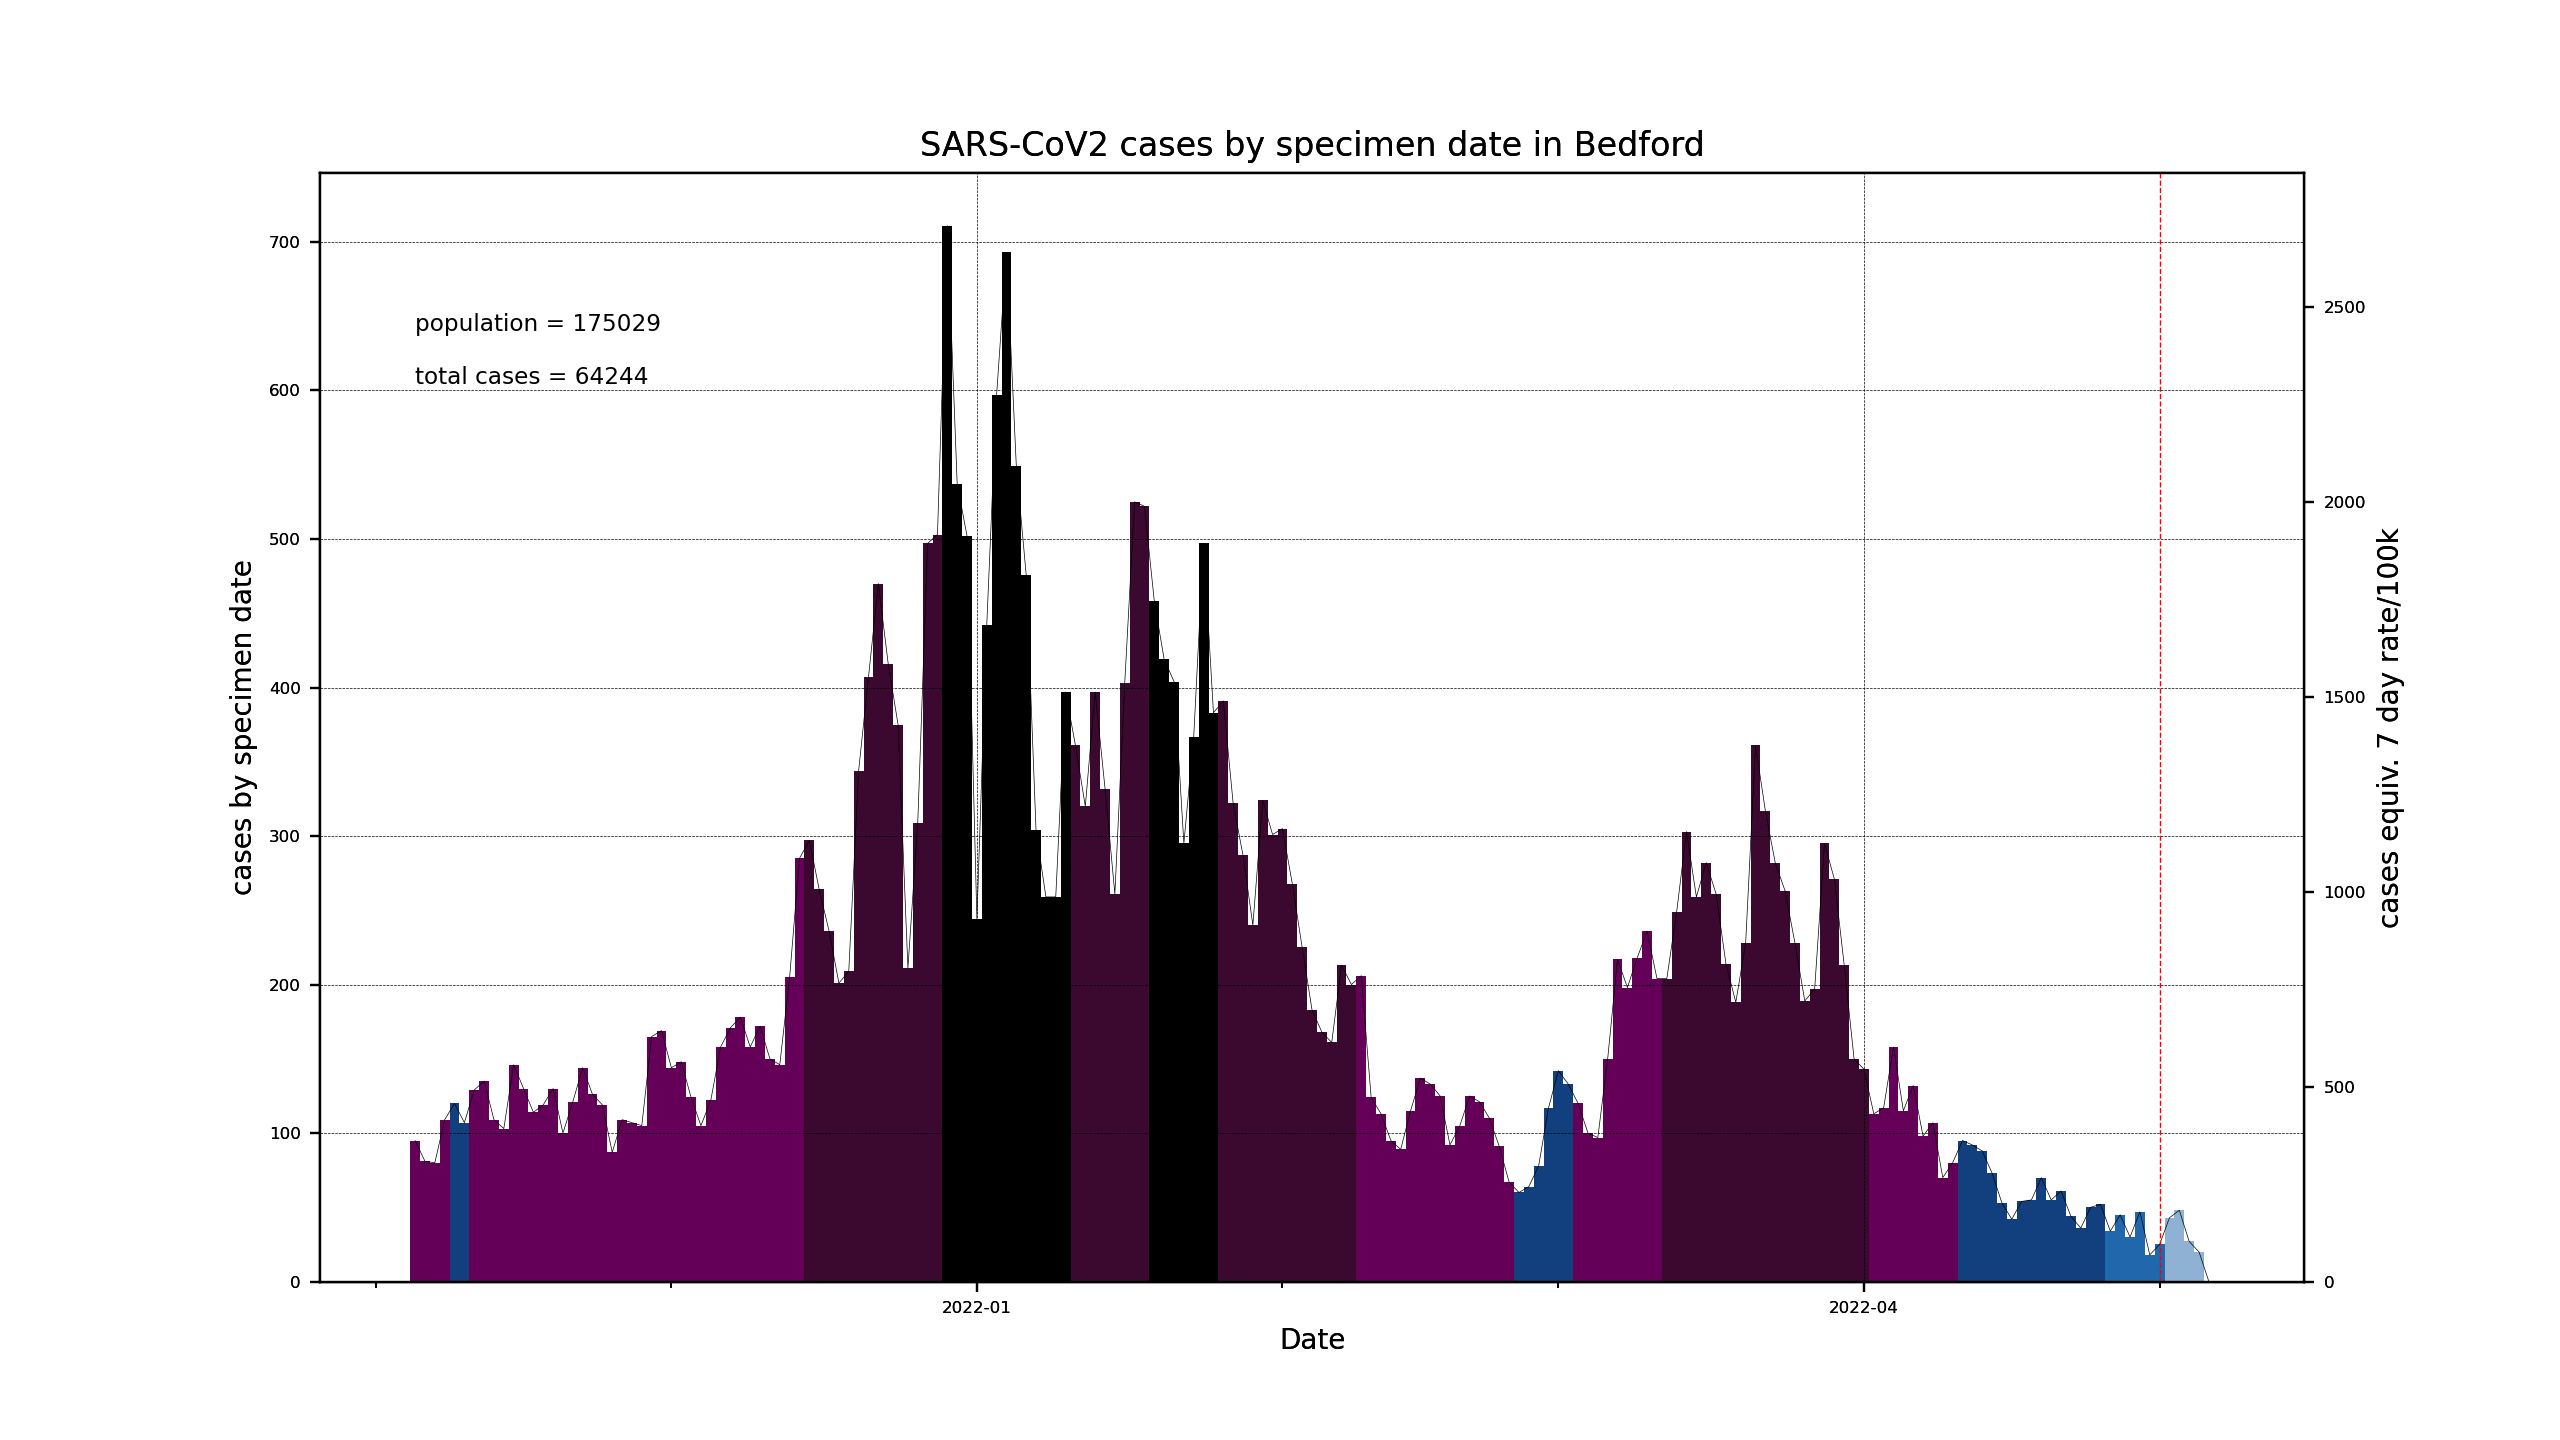 SARS-CoV2 cases by specimen date in Bedford
population = 175029
total cases = 64244
cases by specimen date
700
600
500
400
300
200
100
0
2022-01
2022-04
Date
2500
2000
1500
1000
500
0
cases equiv. 7 day rate/100k